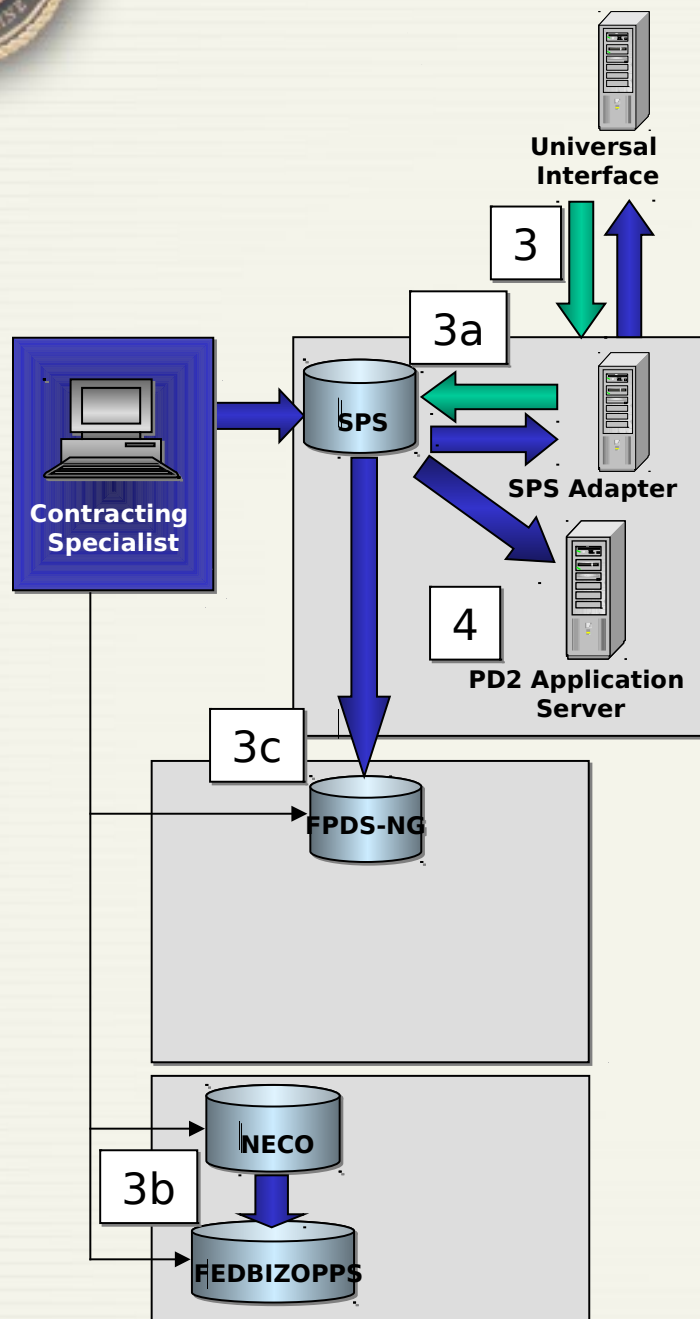 Universal
Interface
3
3a
SPS
SPS Adapter
Contracting
Specialist
4
PD2 Application
Server
3c
FPDS-NG
NECO
3b
FEDBIZOPPS